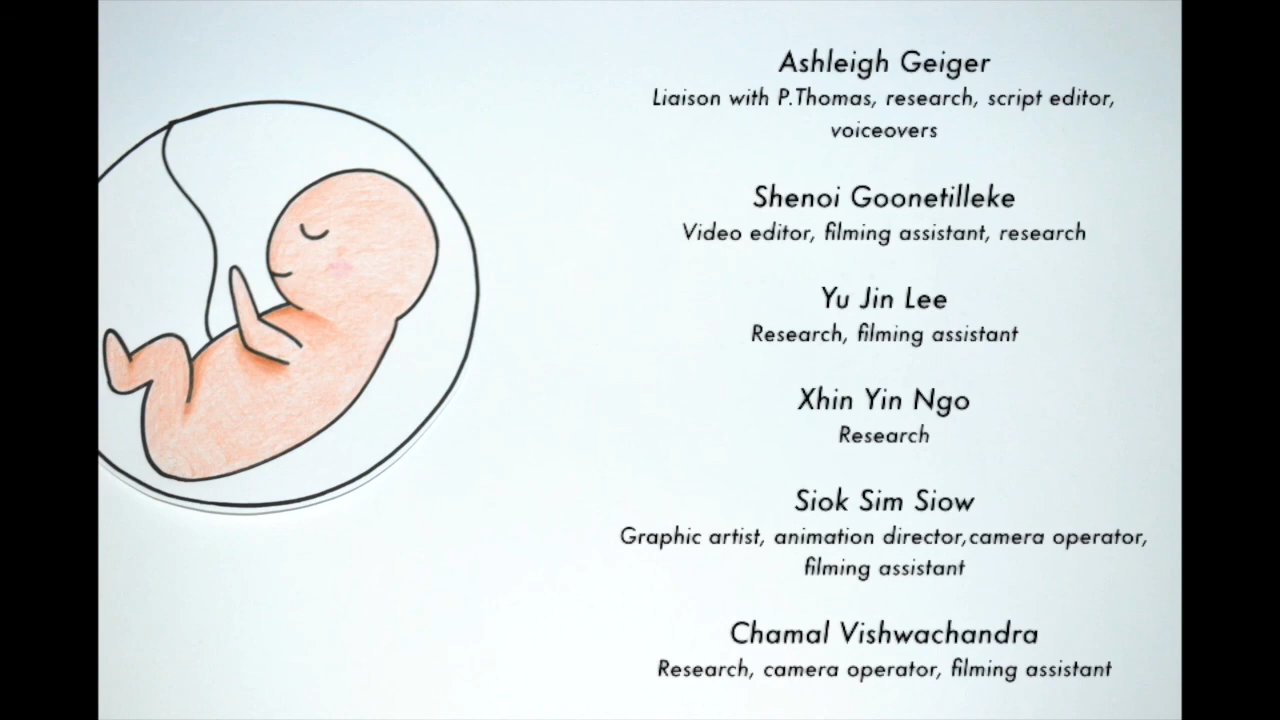 Ashleigh Geiger
Liaison with P.Thomas, research, script editor,
voiceovers
Shenoi Goonetilleke
Video editor, filming assistant, research
Yu Jin Lee
Research, filming assistant
Xhin Yin Ngo
Research
Siok Sim Siow
Graphic artist, animation director,camera operator,
filming assistant
Chamal Vishwachandra
Research, camera operator, filming assistant